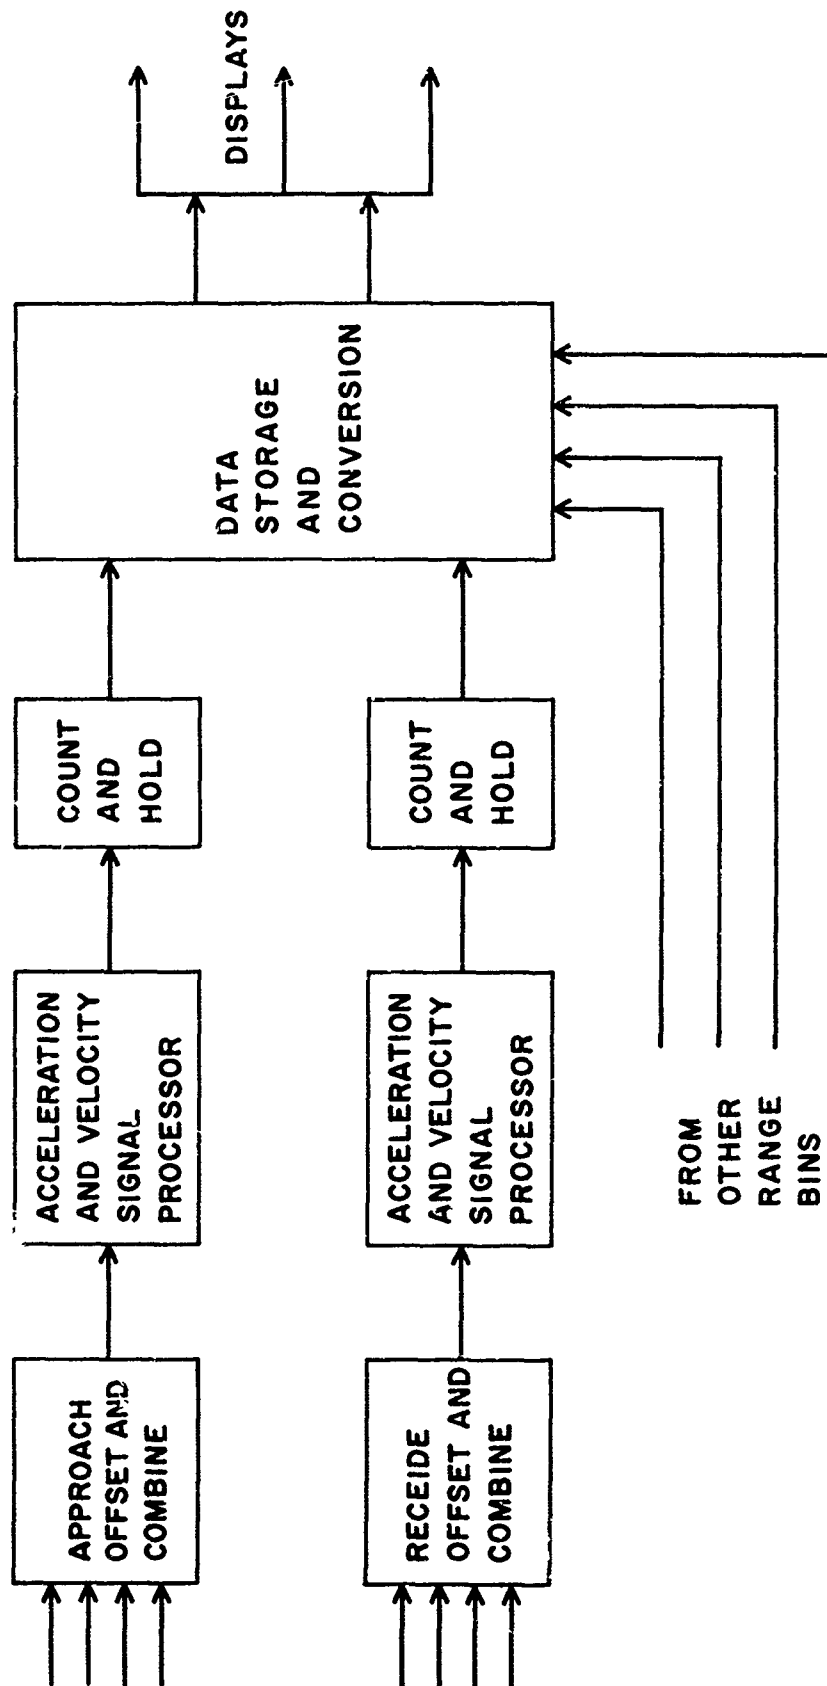 APPROACH
OFFSET AND
COMBINE
ACCELERATION
AND VELOCITY
SIGNAL
PROCESSOR
COUNT
AND
HOLD
DATA
STORAGE
AND
CONVERSION
DISPLAYS
RECEIDE
OFFSET AND
COMBINE
ACCELERATION
AND VELOCITY
SIGNAL
PROCESSOR
COUNT
AND
HOLD
FROM
OTHER
RANGE
BINS